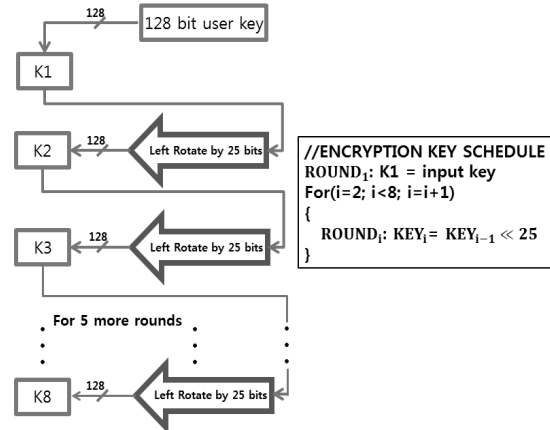 128
128 bit user key
K1
K2
128
Left Rotate by 25 bits
K3
128
Left Rotate by 25 bits
For 5 more rounds
K8
128
Left Rotate by 25 bits
//ENCRYPTION KEY SCHEDULE
ROUND₁: K1 = input key
For(i=2; i<8; i=i+1)
{
ROUNDᵢ: KEYᵢ= KEYᵢ₋₁ ≪ 25
}